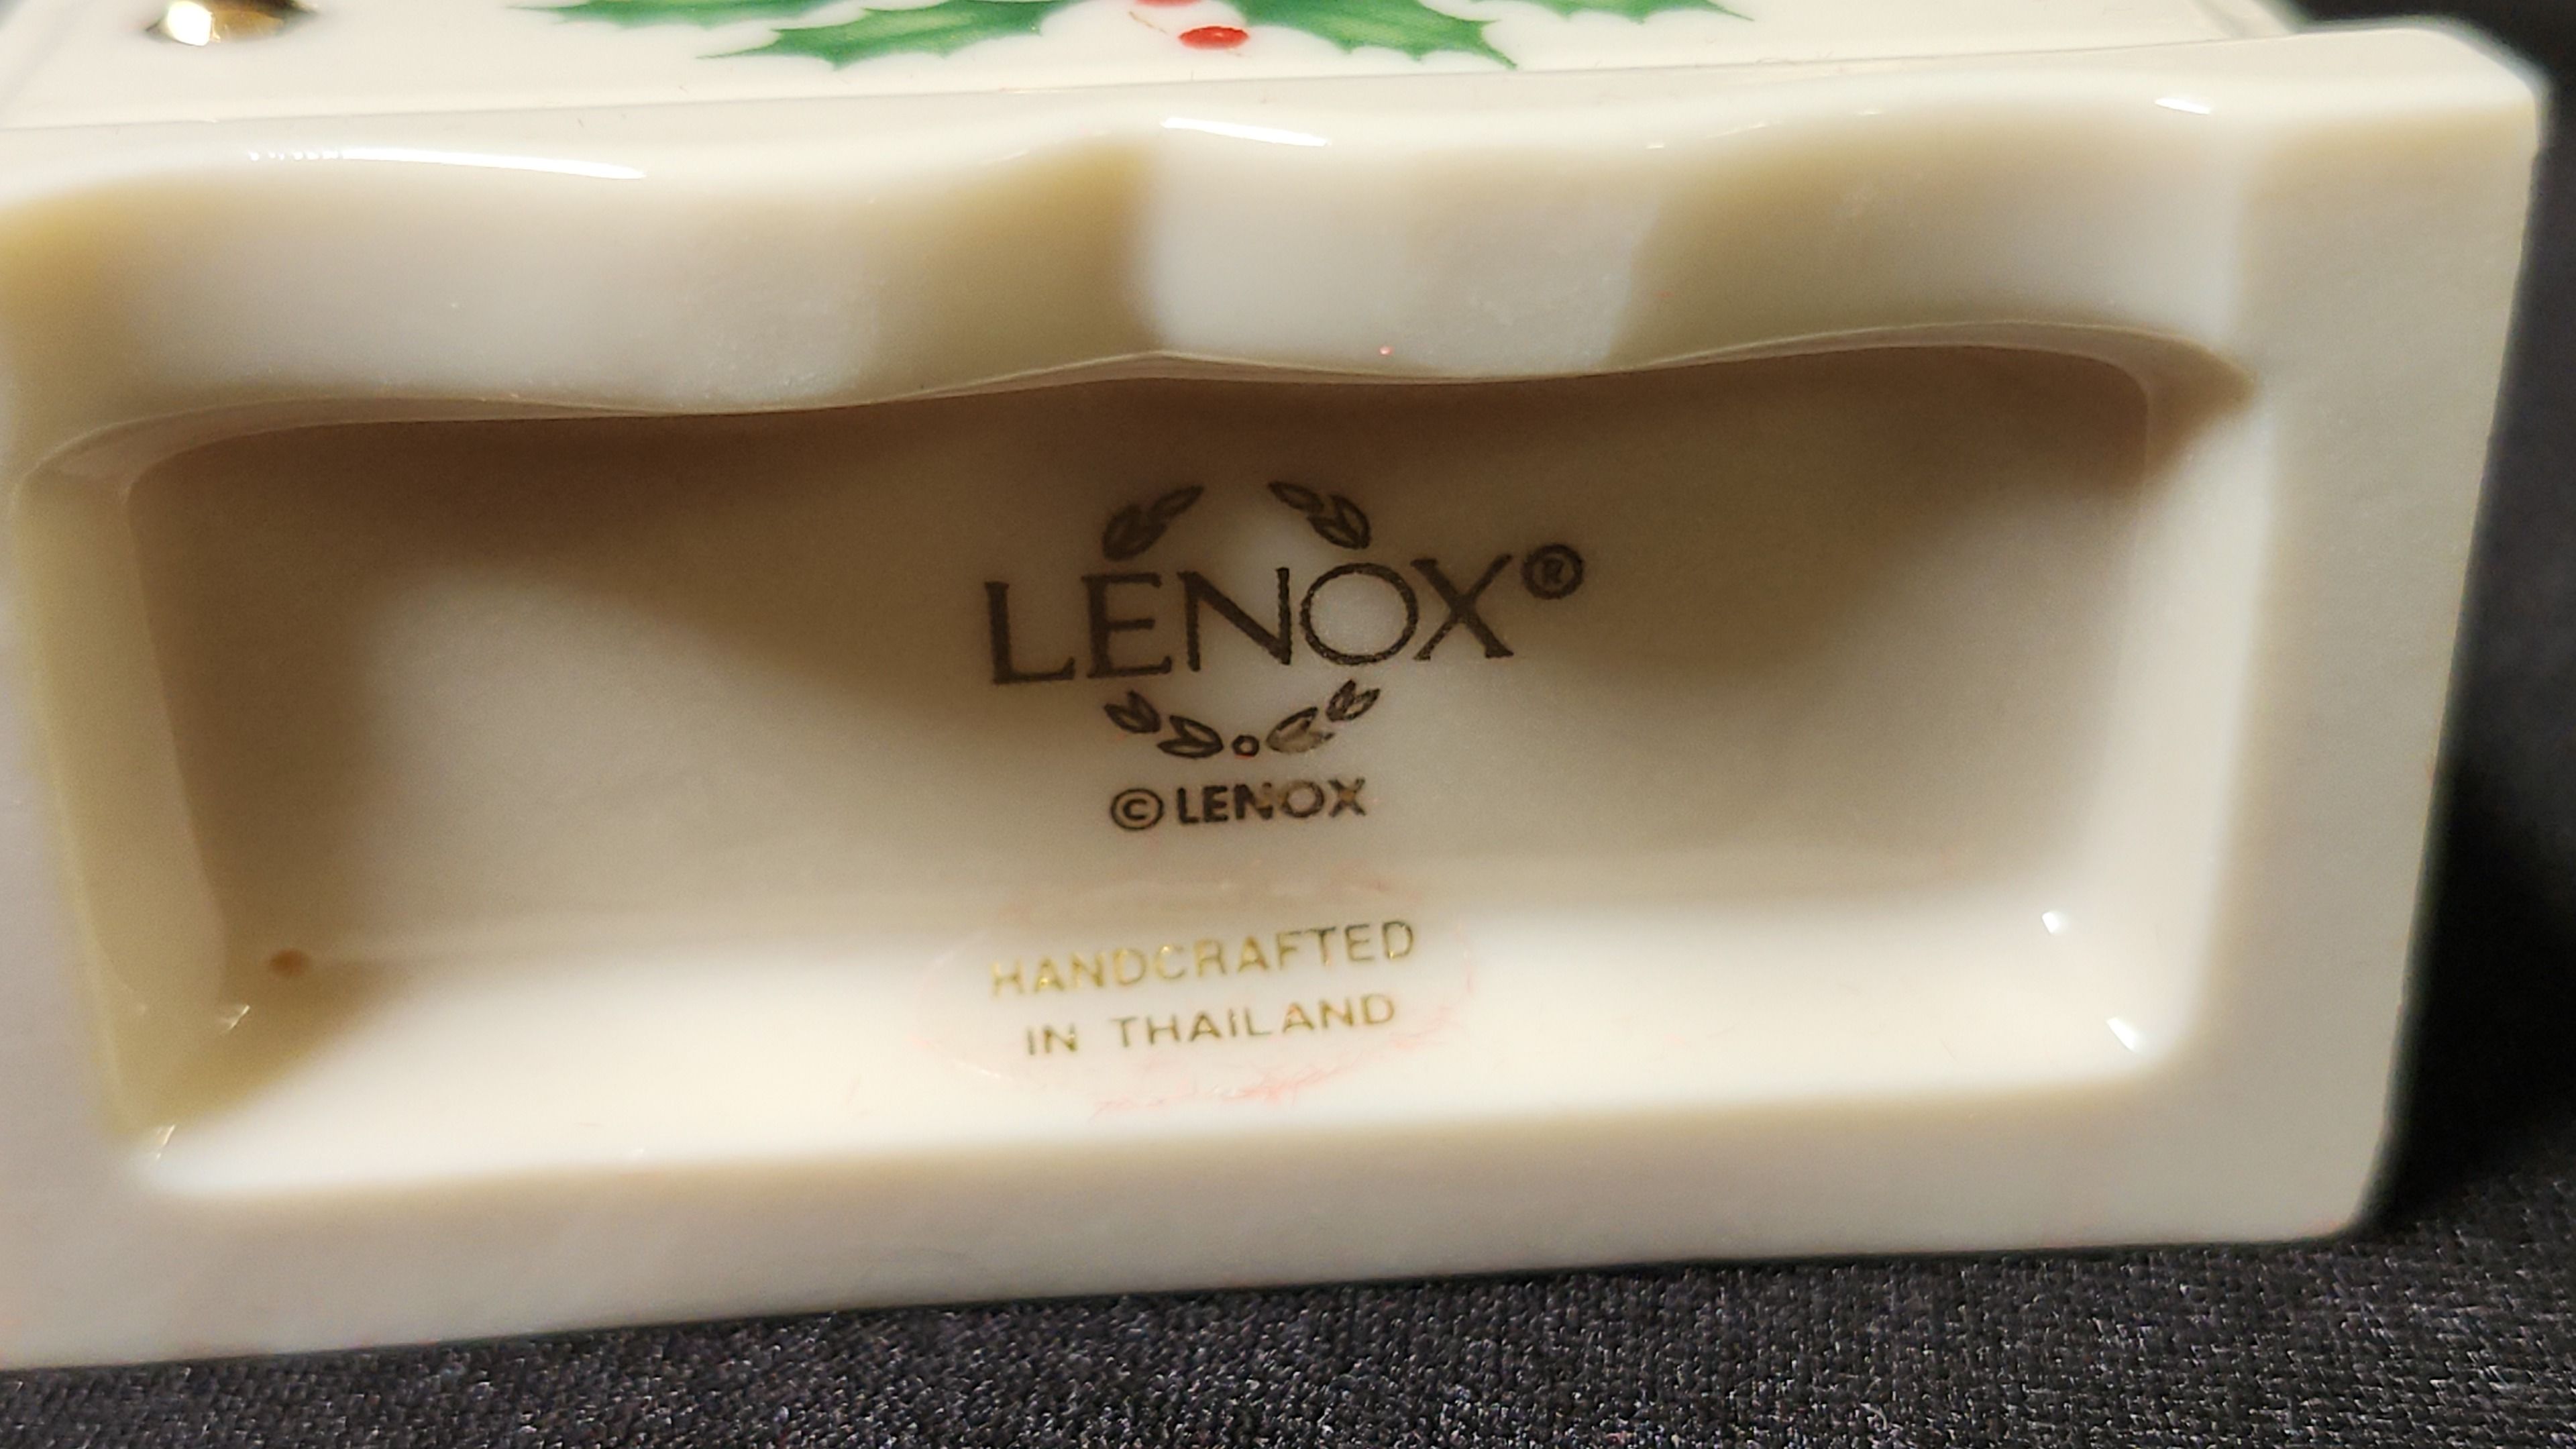 LENOX®
©LENOX
HANDCRAFTED
IN THAILAND